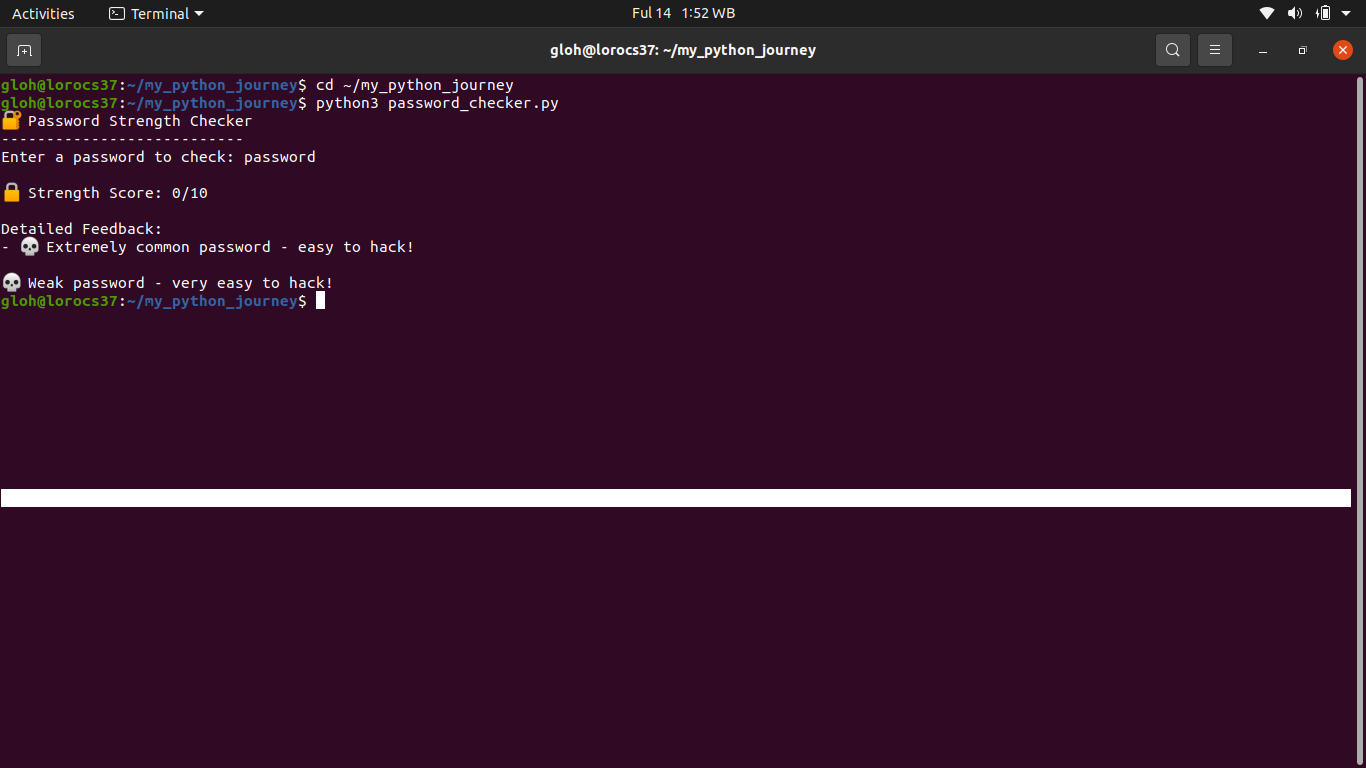 Activities Terminal Ful 14 1:52 WB
gloh@lorocs37: ~/my_python_journey
gloh@lorocs37:~/my_python_journey$ cd ~/my_python_journey
gloh@lorocs37:~/my_python_journey$ python3 password_checker.py
🔐 Password Strength Checker
---------------------------
Enter a password to check: password
🔒 Strength Score: 0/10
Detailed Feedback:
- 💀 Extremely common password - easy to hack!
💀 Weak password - very easy to hack!
gloh@lorocs37:~/my_python_journey$